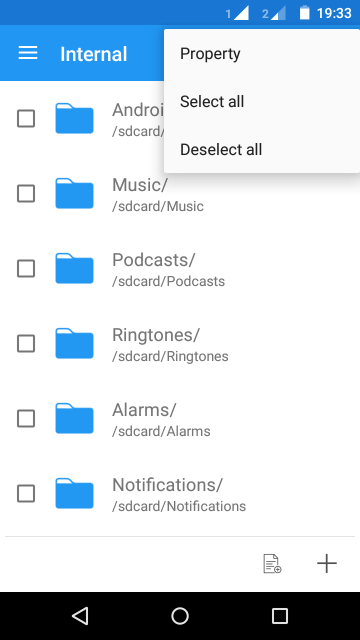 1 2 19:33
Internal
Property
Select all
Deselect all
/sdcard/
Music/
/sdcard/Music
Podcasts/
/sdcard/Podcasts
Ringtones/
/sdcard/Ringtones
Alarms/
/sdcard/Alarms
Notifications/
/sdcard/Notifications